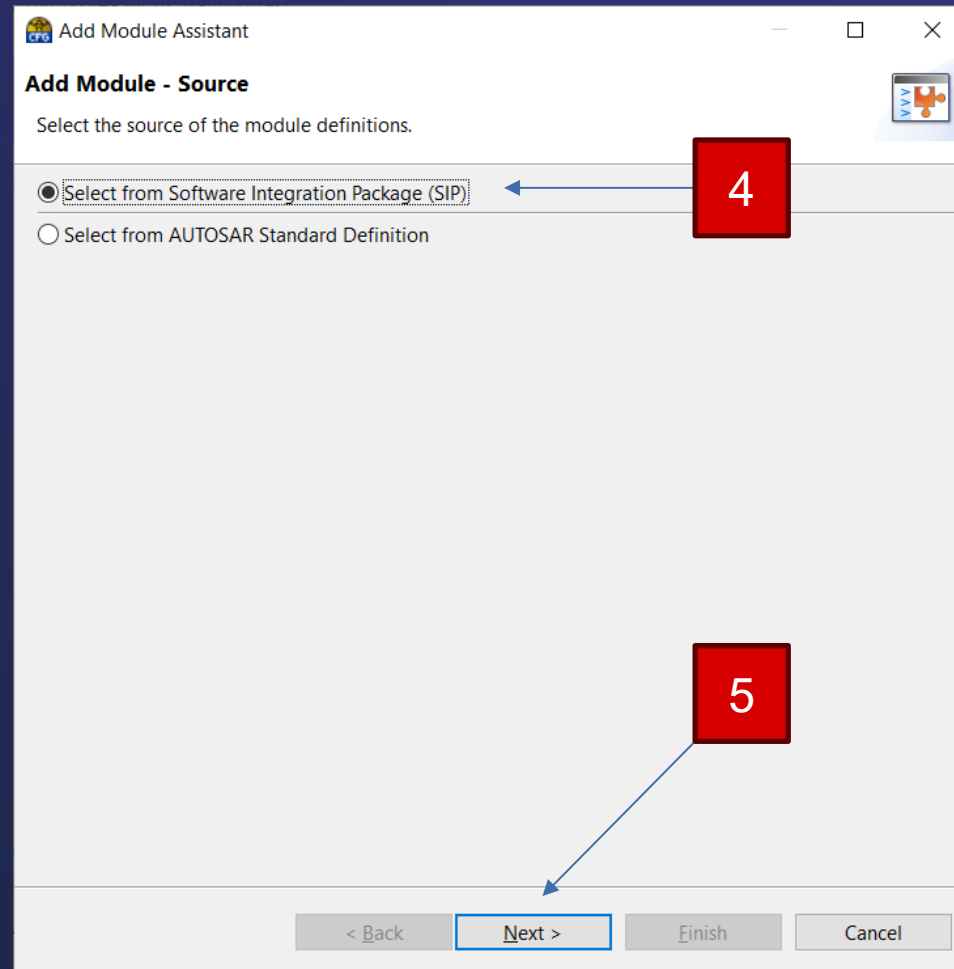 CFG
Add Module Assistant
Add Module - Source
Select the source of the module definitions.
4
Select from Software Integration Package (SIP)
Select from AUTOSAR Standard Definition
5
< Back
Next >
Finish
Cancel